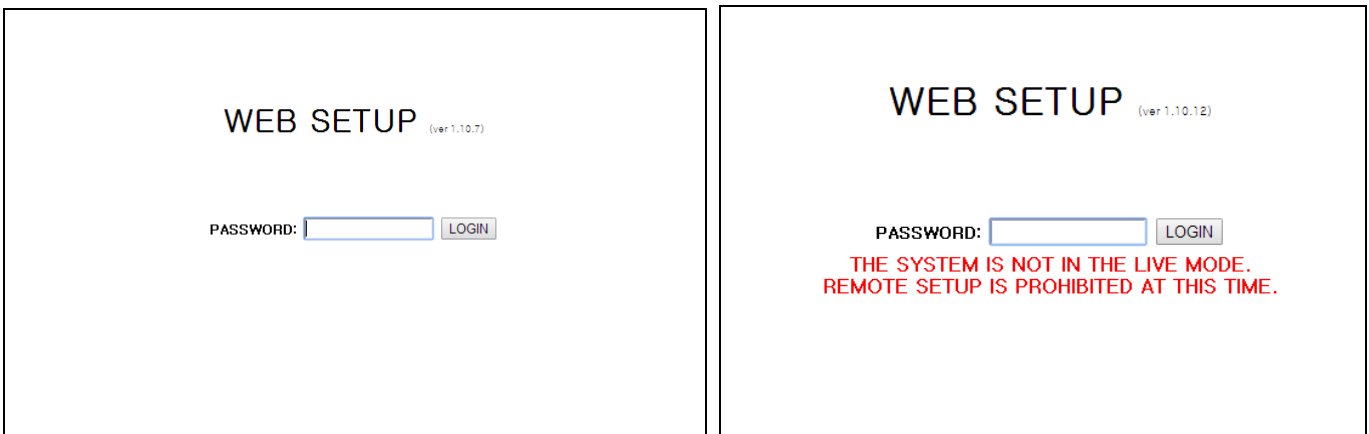 WEB SETUP (ver 1.10.7)
PASSWORD: LOGIN
WEB SETUP (ver 1.10.12)
PASSWORD: LOGIN
THE SYSTEM IS NOT IN THE LIVE MODE.
REMOTE SETUP IS PROHIBITED AT THIS TIME.